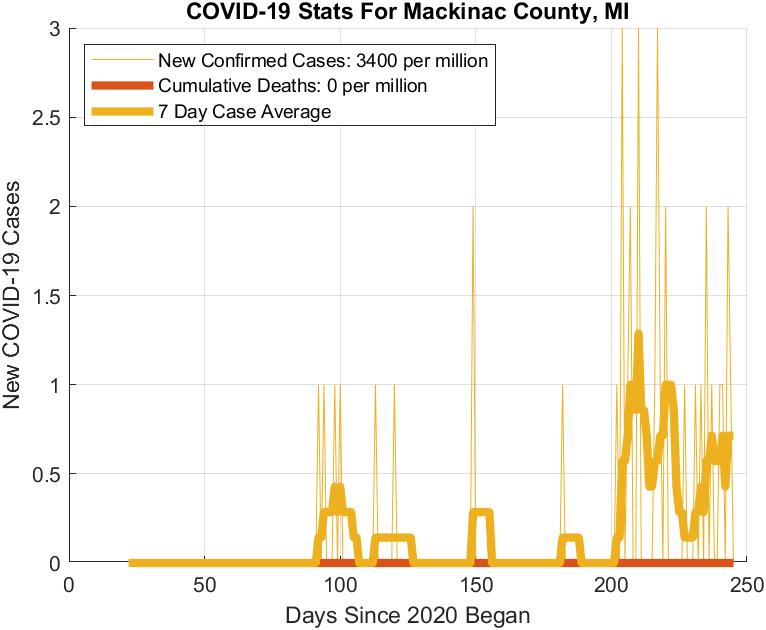 COVID-19 Stats For Mackinac County, MI
New Confirmed Cases: 3400 per million
Cumulative Deaths: 0 per million
7 Day Case Average
New COVID-19 Cases
3
2.5
2
1.5
1
0.5
0
0 50 100 150 200 250
Days Since 2020 Began